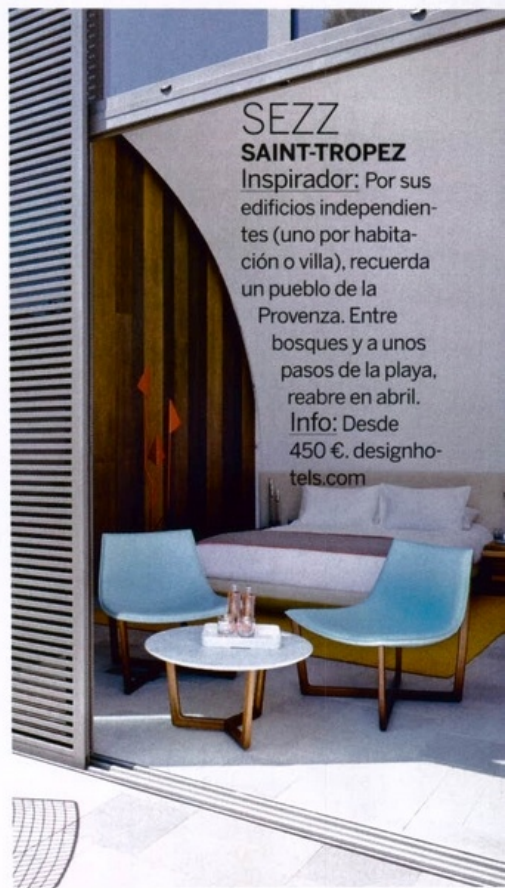 SEZZ
SAINT-TROPEZ
Inspirador: Por sus
edificios independien-
tes (uno por habita-
ción o villa), recuerda
un pueblo de la
Provenza. Entre
bosques y a unos
pasos de la playa,
reabre en abril.
Info: Desde
450 €. designho-
tels.com